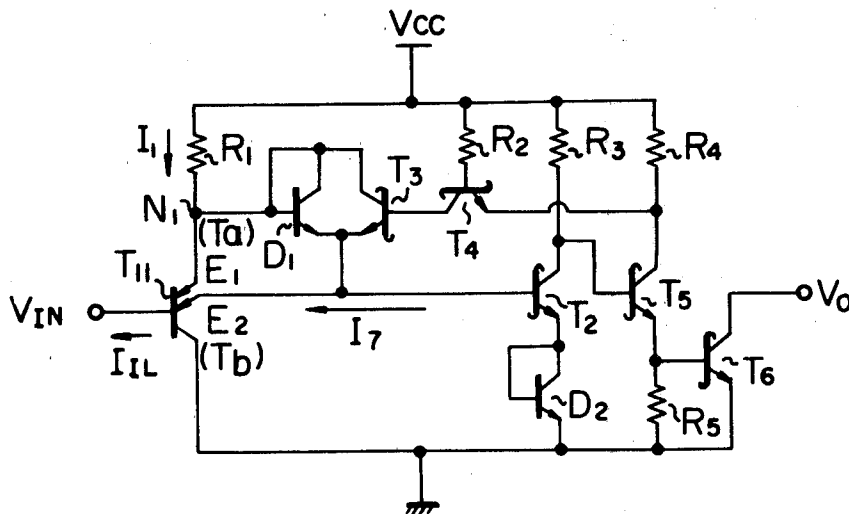 Vcc
I1
R1
R2
R3
R4
T3
N1
(Ta)
D1
T4
T11
E1
VIN
E2
I7
T2
T5
VO
IIL
(Tb)
D2
R5
T6